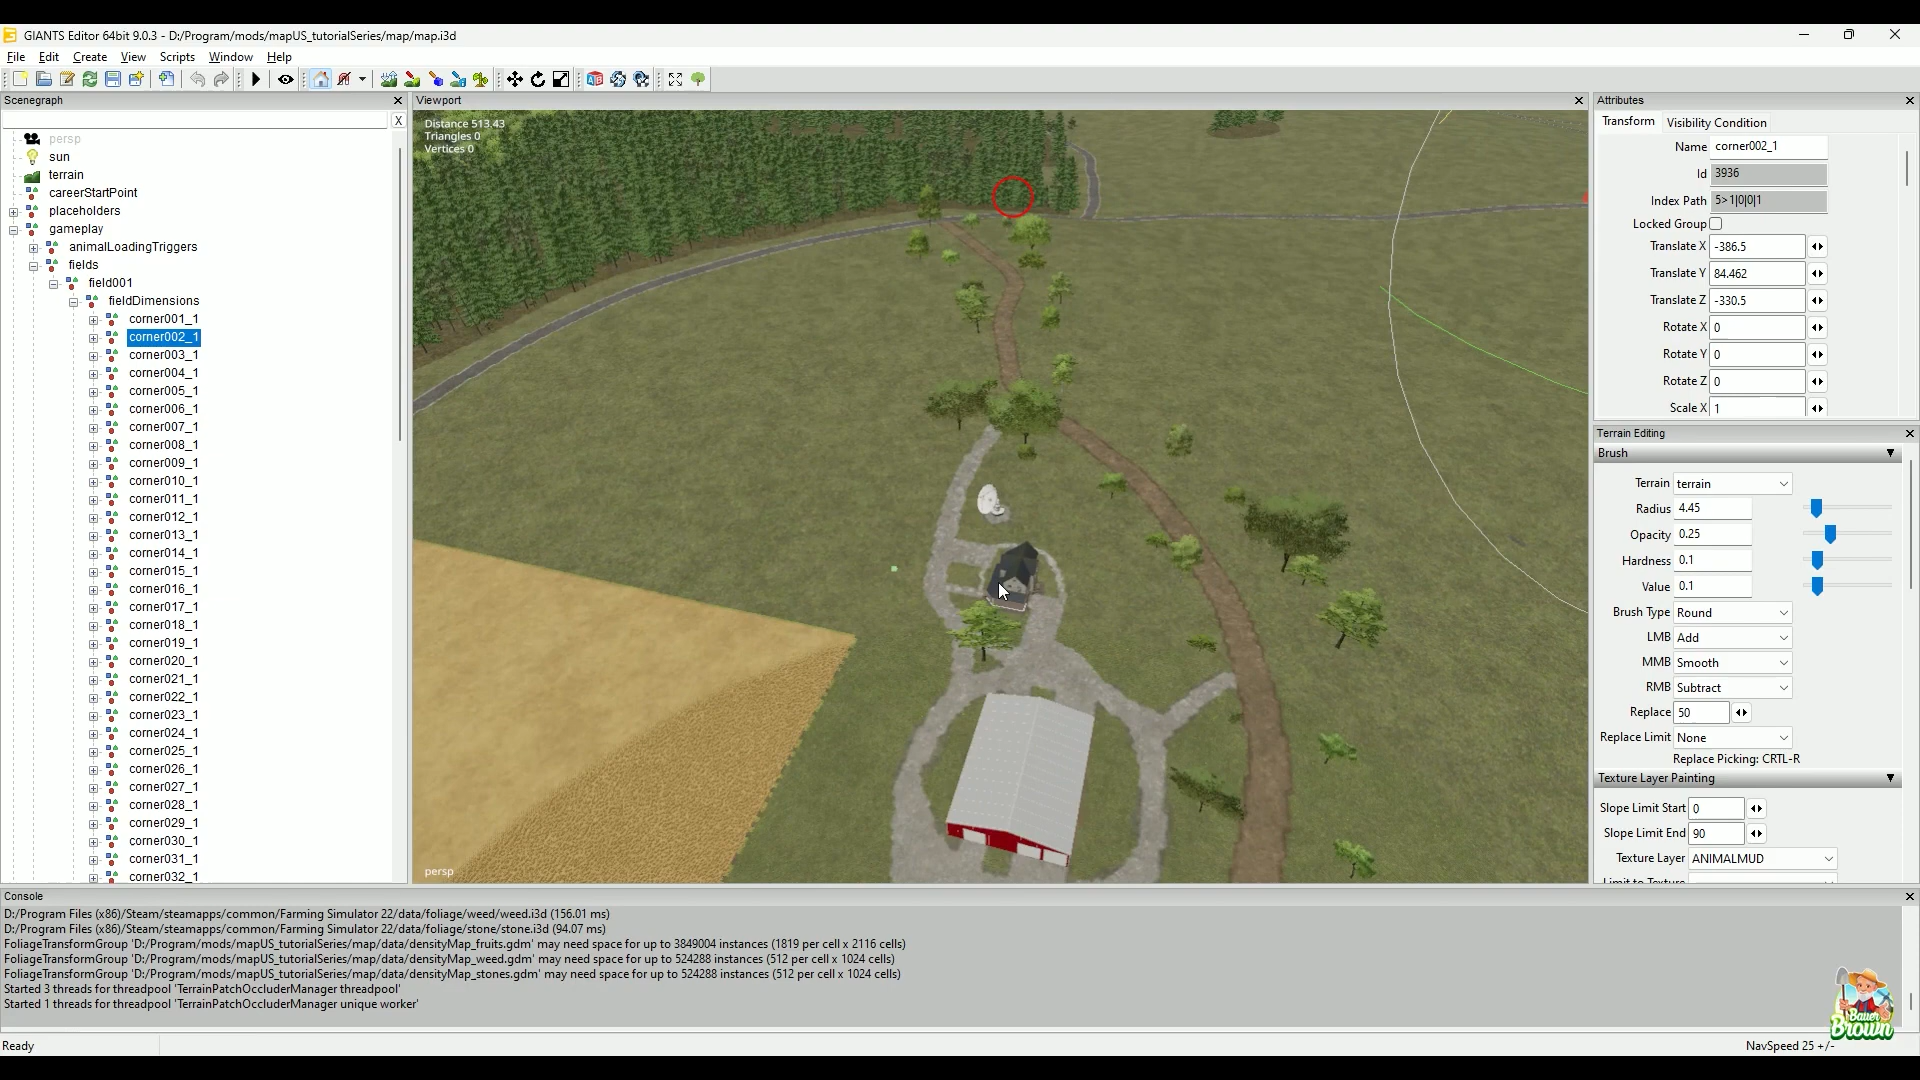 GIANTS Editor 64bit 9.0.3 - D:/Program/mods/mapUS_tutorialSeries/map/map.i3d
File Edit Create View Scripts Window Help
Scenegraph
X
persp
sun
terrain
careerStartPoint
placeholders
gameplay
animalLoadingTriggers
fields
field001
fieldDimensions
corner001_1
corner002_1
corner003_1
corner004_1
corner005_1
corner006_1
corner007_1
corner008_1
corner009_1
corner010_1
corner011_1
corner012_1
corner013_1
corner014_1
corner015_1
corner016_1
corner017_1
corner018_1
corner019_1
corner020_1
corner021_1
corner022_1
corner023_1
corner024_1
corner025_1
corner026_1
corner027_1
corner028_1
corner029_1
corner030_1
corner031_1
corner032_1
Viewport
Distance 513.43
Triangles 0
Vertices 0
persp
Attributes
Transform Visibility Condition
Name corner002_1
Id 3936
Index Path 5>1|0|0|1
Locked Group
Translate X -386.5
Translate Y 84.462
Translate Z -330.5
Rotate X 0
Rotate Y 0
Rotate Z 0
Scale X 1
Terrain Editing
Brush
Terrain terrain
Radius 4.45
Opacity 0.25
Hardness 0.1
Value 0.1
Brush Type Round
LMB Add
MMB Smooth
RMB Subtract
Replace 50
Replace Limit None
Replace Picking: CRTL-R
Texture Layer Painting
Slope Limit Start 0
Slope Limit End 90
Texture Layer ANIMALMUD
Limit to Texture
Console
D:/Program Files (x86)/Steam/steamapps/common/Farming Simulator 22/data/foliage/weed/weed.i3d (156.01 ms)
D:/Program Files (x86)/Steam/steamapps/common/Farming Simulator 22/data/foliage/stone/stone.i3d (94.07 ms)
FoliageTransformGroup 'D:/Program/mods/mapUS_tutorialSeries/map/data/densityMap_fruits.gdm' may need space for up to 3849004 instances (1819 per cell x 2116 cells)
FoliageTransformGroup 'D:/Program/mods/mapUS_tutorialSeries/map/data/densityMap_weed.gdm' may need space for up to 524288 instances (512 per cell x 1024 cells)
FoliageTransformGroup 'D:/Program/mods/mapUS_tutorialSeries/map/data/densityMap_stones.gdm' may need space for up to 524288 instances (512 per cell x 1024 cells)
Started 3 threads for threadpool 'TerrainPatchOccluderManager threadpool'
Started 1 threads for threadpool 'TerrainPatchOccluderManager unique worker'
Bauer
Brown
Ready
NavSpeed 25 +/-